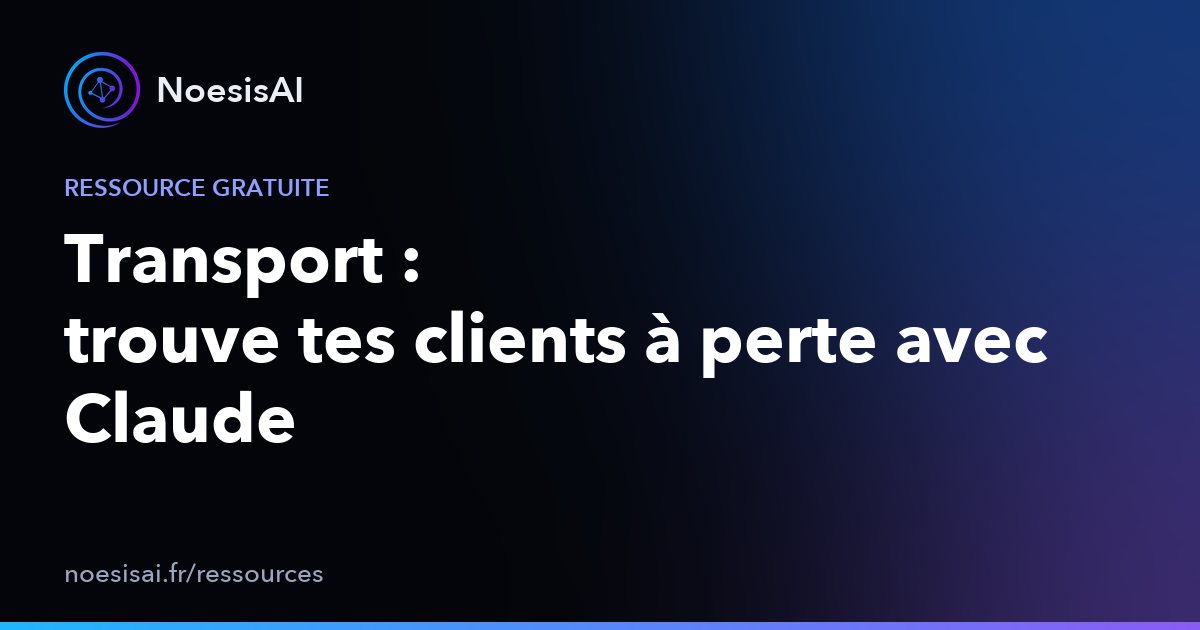 NoesisAI
RESSOURCE GRATUITE
Transport :
trouve tes clients à perte avec
Claude
noesisai.fr/ressources